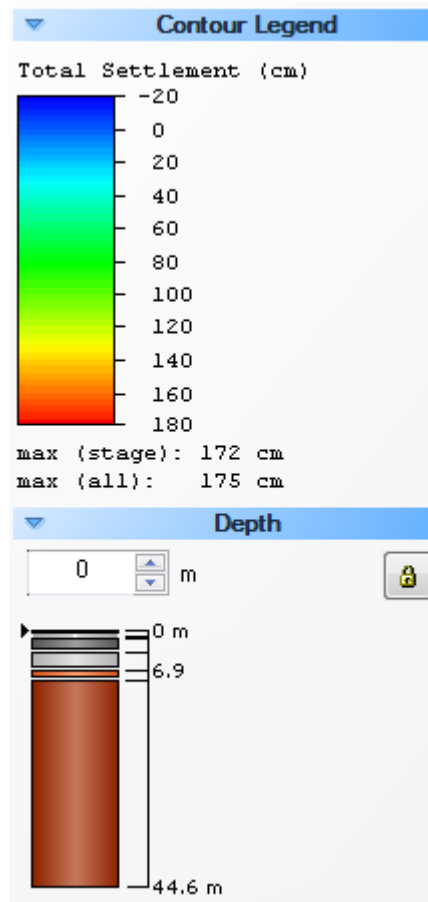 Contour Legend
Total Settlement (cm)
-20
0
20
40
60
80
100
120
140
160
180
max (stage): 172 cm
max (all): 175 cm
Depth
0 m
0 m
6.9
44.6 m